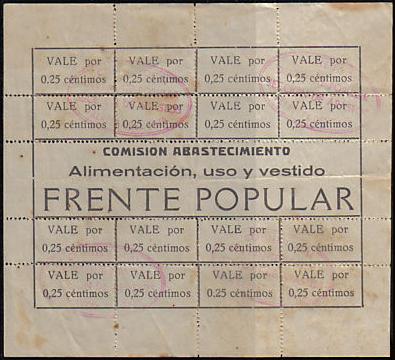 VALE por VALE por VALE por VALE por
0,25 céntimos 0,25 céntimos 0,25 céntimos 0,25 céntimos
VALE por VALE por VALE por VALE por
0,25 céntimos 0,25 céntimos 0,25 céntimos 0,25 céntimos
COMISION ABASTECIMIENTO
Alimentación, uso y vestido
FRENTE POPULAR
VALE por VALE por VALE por VALE por
0,25 céntimos 0,25 céntimos 0,25 céntimos 0,25 céntimos
VALE por VALE por VALE por VALE por
0,25 céntimos 0,25 céntimos 0,25 céntimos 0,25 céntimos